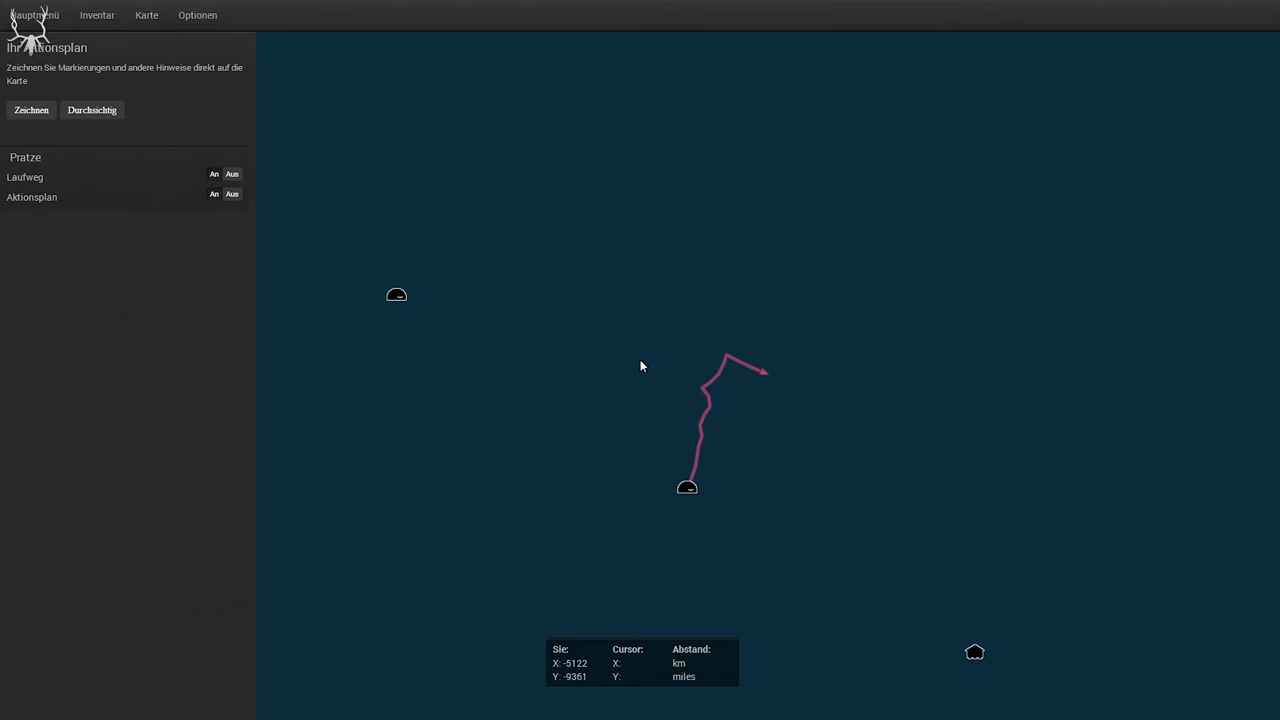 Hauptmenü Inventar Karte Optionen
Ihr Aktionsplan
Zeichnen Sie Markierungen und andere Hinweise direkt auf die
Karte
Zeichnen Durchsichtig
Pratze
Laufweg An Aus
Aktionsplan An Aus
Sie: Cursor: Abstand:
X: -5122 X: km
Y: -9361 Y: miles